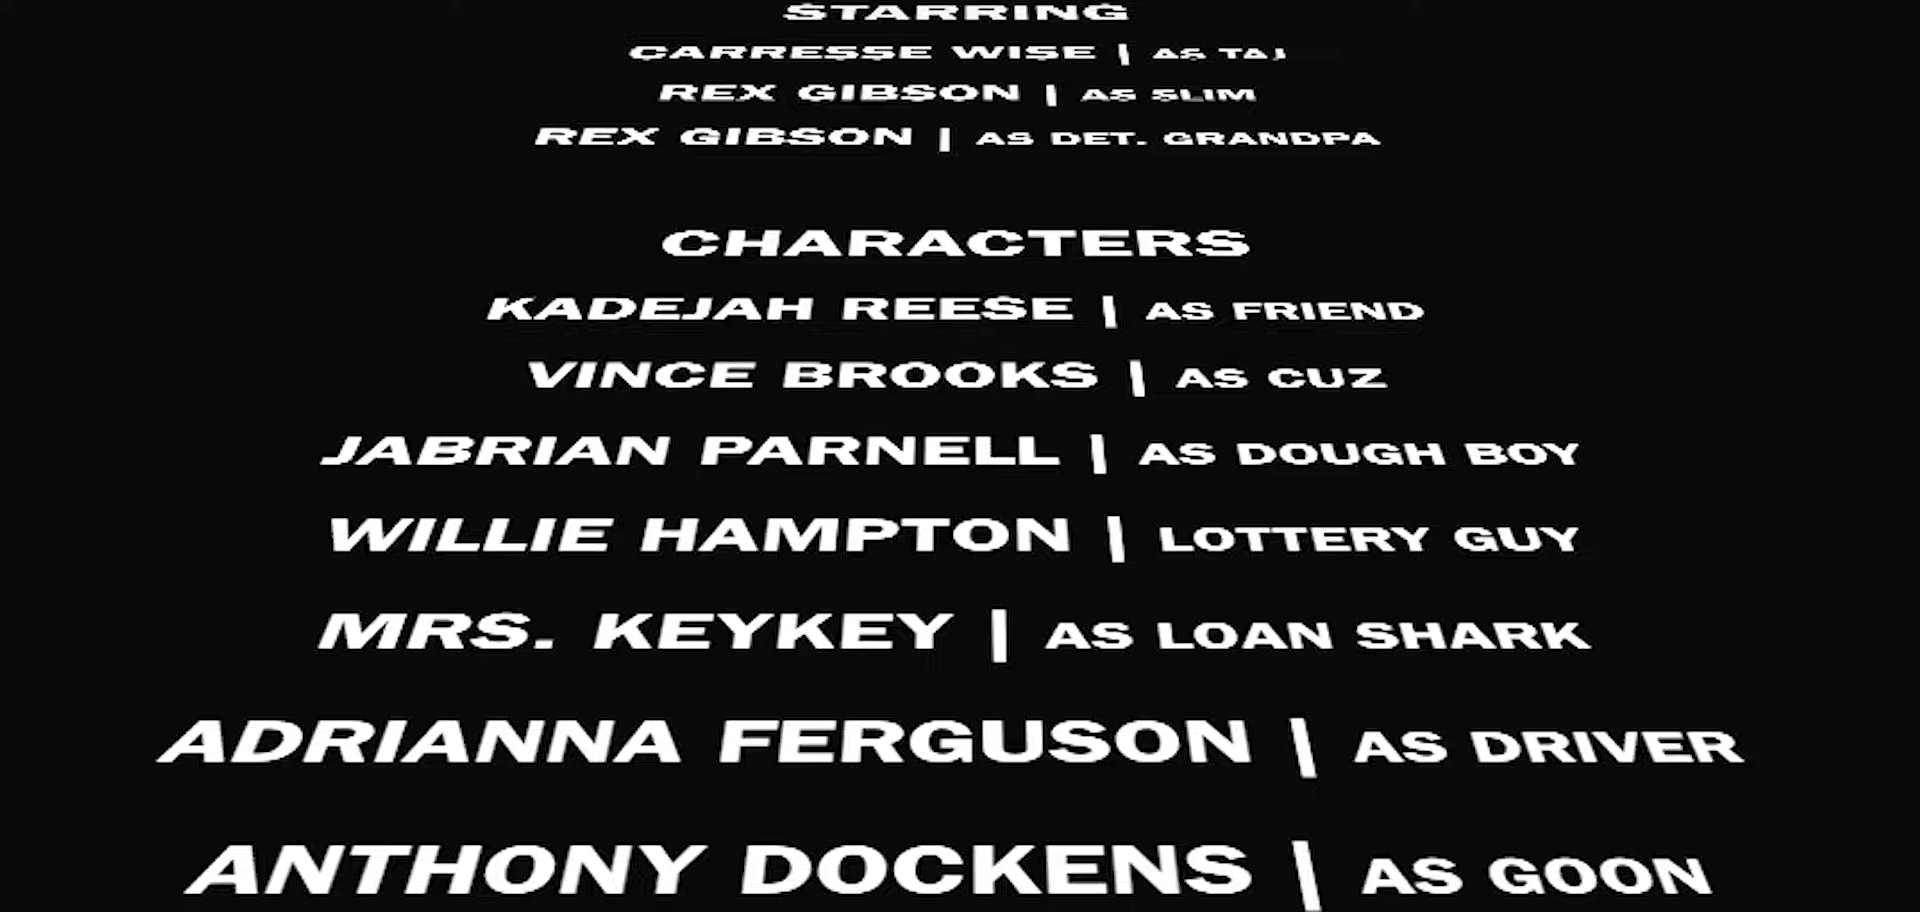 STARRING
CARRESSE WISE | AS TAJ
REX GIBSON | AS SLIM
REX GIBSON | AS DET. GRANDPA
CHARACTERS
KADEJAH REESE | AS FRIEND
VINCE BROOKS | AS CUZ
JABRIAN PARNELL | AS DOUGH BOY
WILLIE HAMPTON | LOTTERY GUY
MRS. KEYKEY | AS LOAN SHARK
ADRIANNA FERGUSON | AS DRIVER
ANTHONY DOCKENS | AS GOON